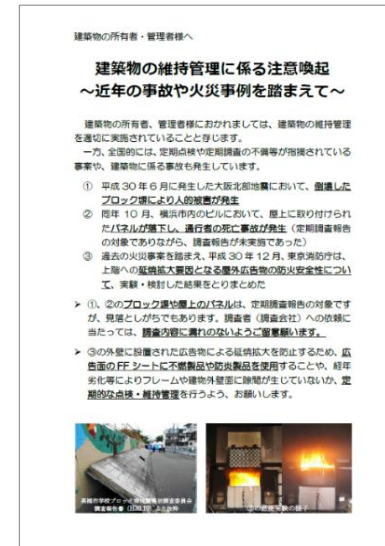 建築物の所有者・管理者様へ
建築物の維持管理に係る注意喚起
～近年の事故や火災事例を踏まえて～
建築物の所有者、管理者様におかれましては、建築物の維持管理
を適切に実施されていることと存じます。
一方、全国的には、定期点検や定期調査の不備等が指摘されている
事案や、建築物に係る事故も発生しています。
① 平成30年6月に発生した大阪北部地震において、倒壊した
ブロック塀により人的被害が発生
② 同年10月、横浜市内のビルにおいて、屋上に取り付けられ
たパネルが落下し、通行者の死亡事故が発生（定期調査報告
の対象でありながら、調査報告が未実施であった）
③ 過去の火災事案を踏まえ、平成30年12月、東京消防庁は、
上階への延焼拡大要因となる屋外広告物の防火安全性につい
て、実験・検討した結果をとりまとめた
➢ ①、②のブロック塀や屋上のパネルは、定期調査報告の対象です
が、見落としがちでもあります。調査者（調査会社）への依頼に
当たっては、調査内容に漏れのないようご留意願います。
➢ ③の外壁に設置された広告物による延焼拡大を防止するため、広
告面のFFシートに不燃製品や防炎製品を使用することや、経年
劣化等によりフレームや建物外壁面に隙間が生じていないか、定
期的な点検・維持管理を行うよう、お願いします。